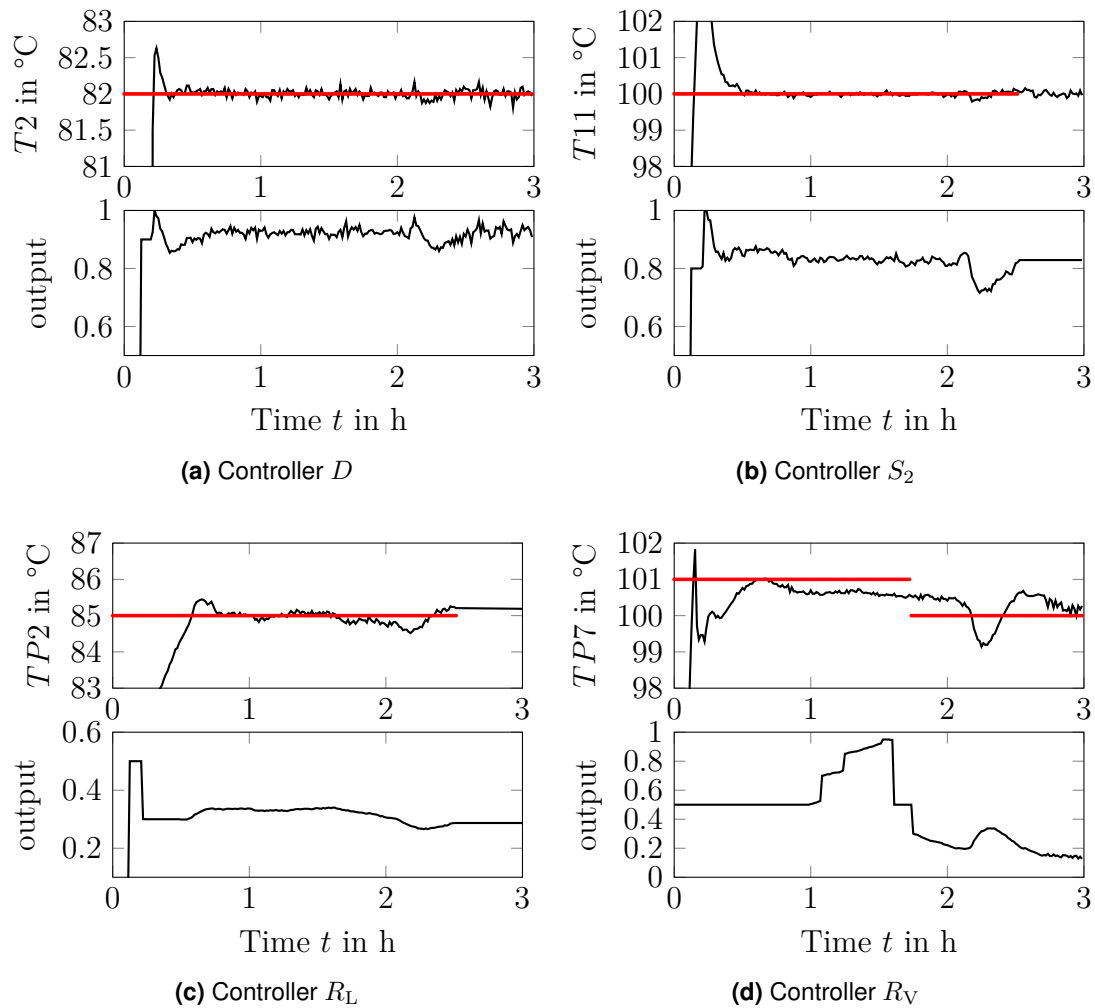 83
82.5
82
81.5
81
T2 in °C
0 1 2 3
1
0.8
0.6
output
0 1 2 3
Time t in h
(a) Controller D
102
101
100
99
98
T11 in °C
0 1 2 3
1
0.8
0.6
output
0 1 2 3
Time t in h
(b) Controller S₂
87
86
85
84
83
TP2 in °C
0 1 2 3
0.6
0.4
0.2
output
0 1 2 3
Time t in h
(c) Controller R_L
102
101
100
99
98
TP7 in °C
0 1 2 3
1
0.8
0.6
0.4
0.2
0
output
0 1 2 3
Time t in h
(d) Controller R_V